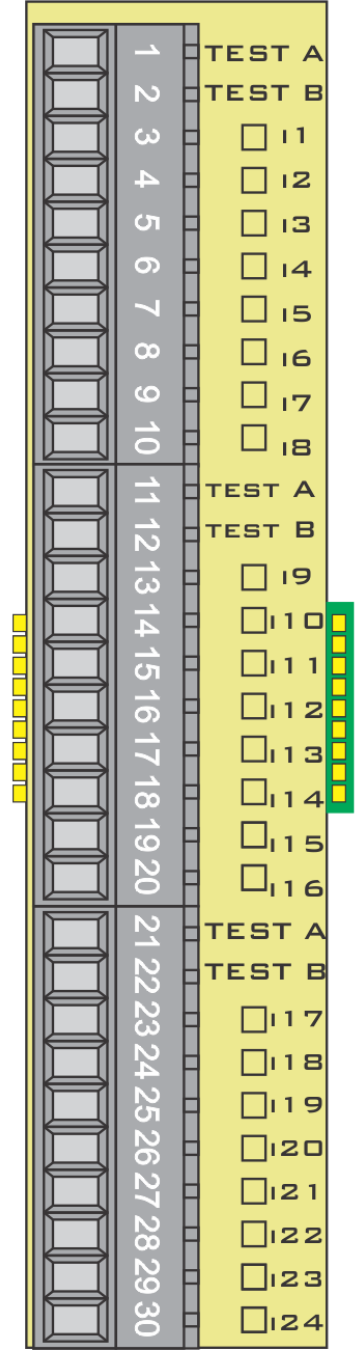 1 TEST A
2 TEST B
3 I1
4 I2
5 I3
6 I4
7 I5
8 I6
9 I7
10 I8
11 TEST A
12 TEST B
13 I9
14 I10
15 I11
16 I12
17 I13
18 I14
19 I15
20 I16
21 TEST A
22 TEST B
23 I17
24 I18
25 I19
26 I20
27 I21
28 I22
29 I23
30 I24